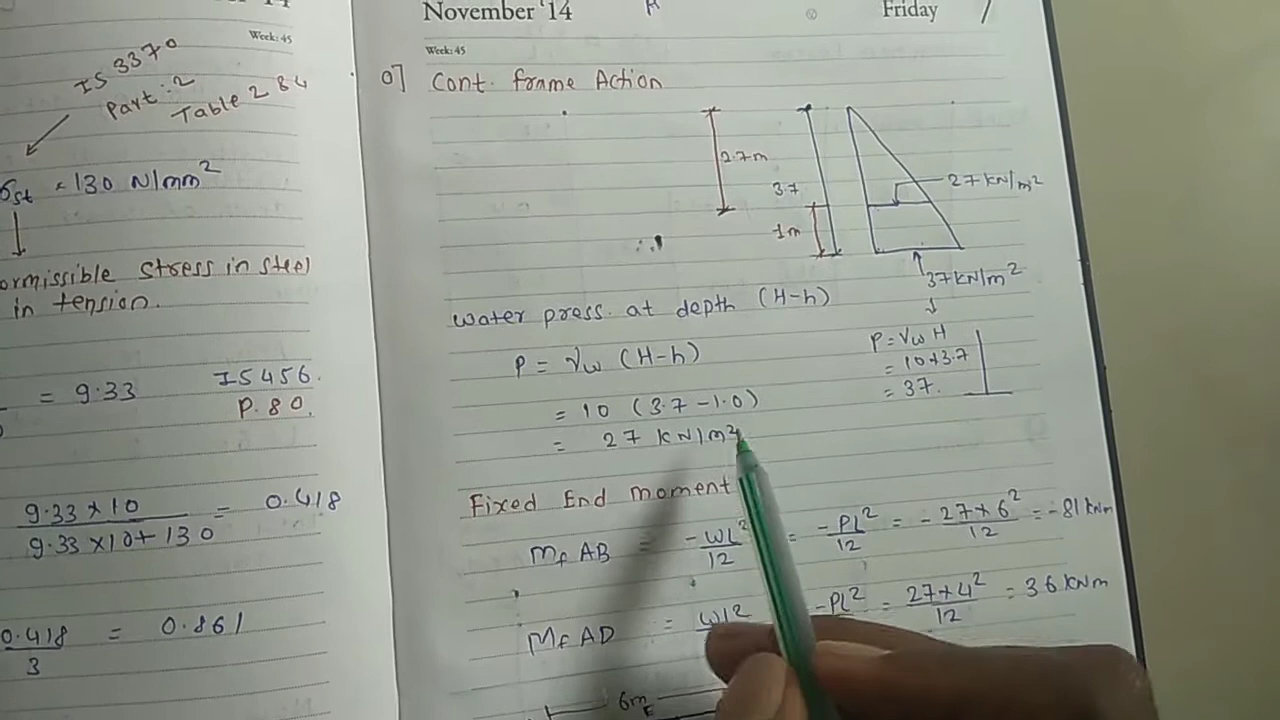 Week: 45
IS 3370
Part: 2
Table 2 & 4
σst = 130 N/mm²
ormissible stress in steel
in tension.
= 9.33
IS 456.
P. 80.
9.33 × 10
9.33 × 10 + 130
= 0.418
0.418
3
= 0.861
November '14
Friday
7
Week: 45
07] Cont. frame Action
2.7m
3.7
1m
27 kN/m²
37 kN/m²
P = γw H
= 10 × 3.7
= 37.
Water press. at depth (H-h)
P = γw (H-h)
= 10 (3.7 - 1.0)
= 27 kN/m²
Fixed End moment
MfAB = -WL²/12 = -PL²/12 = - 27 × 6²/12 = -81 kNm
MfAD = WL² -PL²/12 = 27 × 4²/12 = 36 kNm
6m